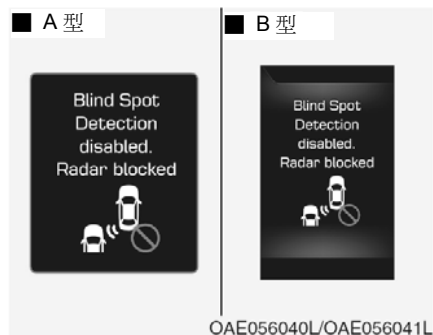 ■ A 型
Blind Spot
Detection
disabled.
Radar blocked
■ B 型
Blind Spot
Detection
disabled.
Radar blocked
OAE056040L/OAE056041L